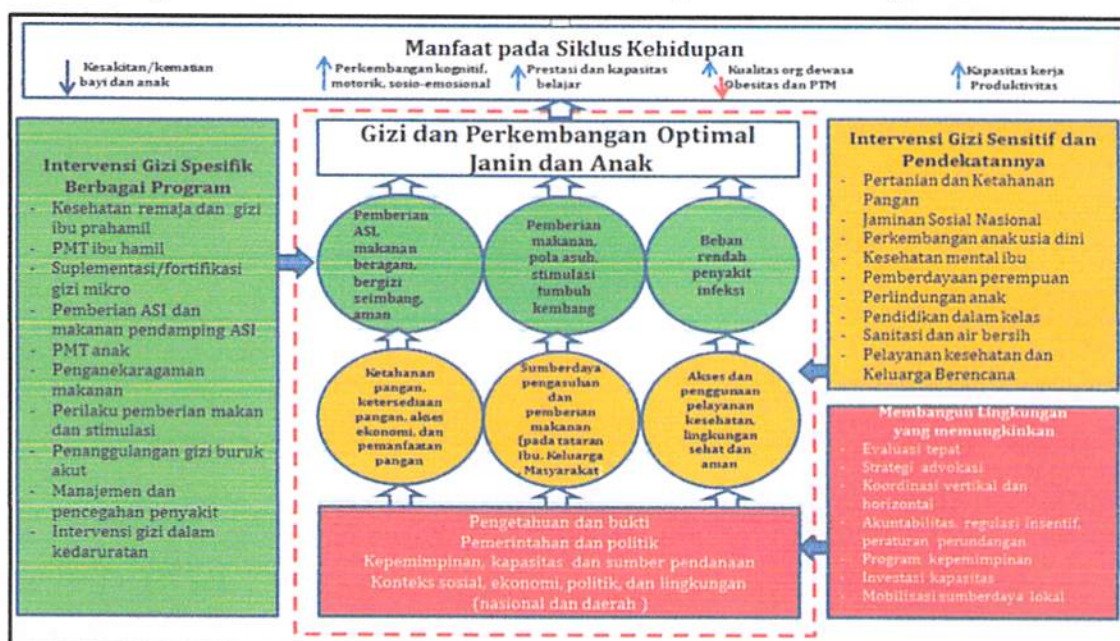 Manfaat pada Siklus Kehidupan
Kesakitan/kematian
bayi dan anak
Perkembangan kognitif,
motorik, sosio-emosional
Prestasi dan kapasitas
belajar
Kualitas org dewasa
Obesitas dan PTM
Kapasitas kerja
Produktivitas
Intervensi Gizi Spesifik
Berbagai Program
- Kesehatan remaja dan gizi
ibu prahamil
- PMT ibu hamil
- Suplementasi/fortifikasi
gizi mikro
- Pemberian ASI dan
makanan pendamping ASI
- PMT anak
- Penganekaragaman
makanan
- Perilaku pemberian makan
dan stimulasi
- Penanggulangan gizi buruk
akut
- Manajemen dan
pencegahan penyakit
- Intervensi gizi dalam
kedaruratan
Gizi dan Perkembangan Optimal
Janin dan Anak
Pemberian
ASI,
makanan
beragam,
bergizi
seimbang,
aman
Pemberian
makanan,
pola asuh,
stimulasi
tumbuh
kembang
Beban
rendah
penyakit
infeksi
Ketahanan
pangan,
ketersediaan
pangan, akses
ekonomi, dan
pemanfaatan
pangan
Sumberdaya
pengasuhan
dan
pemberian
makanan
(pada tataran
Ibu, Keluarga
, Masyarakat
Akses dan
penggunaan
pelayanan
kesehatan,
lingkungan
sehat dan
aman
Pengetahuan dan bukti
Pemerintahan dan politik
Kepemimpinan, kapasitas dan sumber pendanaan
Konteks sosial, ekonomi, politik, dan lingkungan
(nasional dan daerah )
Intervensi Gizi Sensitif dan
Pendekatannya
- Pertanian dan Ketahanan
Pangan
- Jaminan Sosial Nasional
- Perkembangan anak usia dini
- Kesehatan mental ibu
- Pemberdayaan perempuan
- Perlindungan anak
- Pendidikan dalam kelas
- Sanitasi dan air bersih
- Pelayanan kesehatan dan
Keluarga Berencana
Membangun Lingkungan
yang memungkinkan
- Evaluasi tepat
- Strategi advokasi
- Koordinasi vertikal dan
horizontal
- Akuntabilitas, regulasi insentif,
peraturan perundangan
- Program kepemimpinan
- Investasi kapasitas
- Mobilisasi sumberdaya lokal